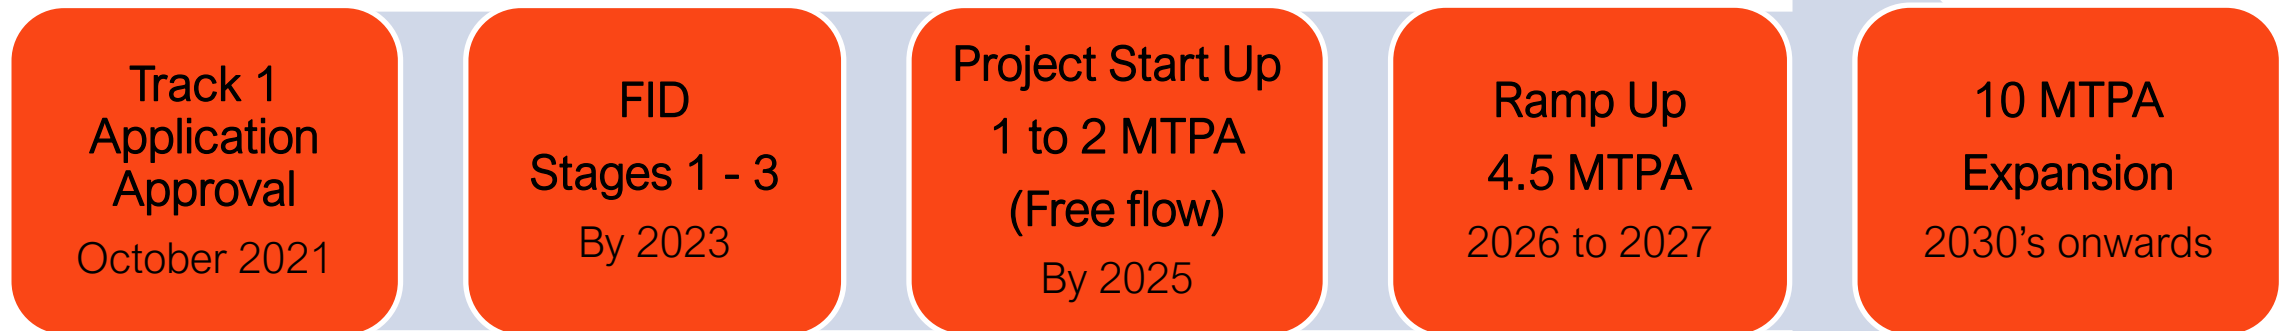 Track 1
Application
Approval
October 2021
FID
Stages 1 - 3
By 2023
Project Start Up
1 to 2 MTPA
(Free flow)
By 2025
Ramp Up
4.5 MTPA
2026 to 2027
10 MTPA
Expansion
2030’s onwards